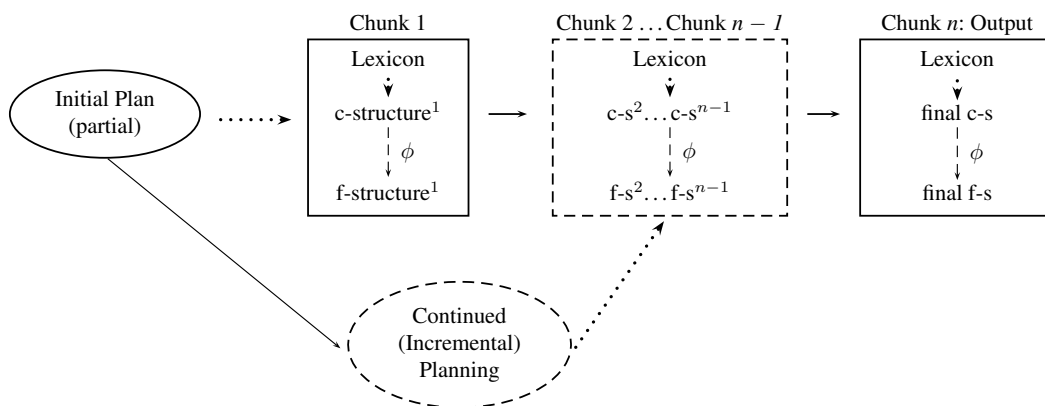 Chunk 1
Chunk 2 … Chunk n − 1
Chunk n: Output
Initial Plan
(partial)
Lexicon
c-structure¹
ϕ
f-structure¹
Lexicon
c-s²…c-sⁿ⁻¹
ϕ
f-s²…f-sⁿ⁻¹
Lexicon
final c-s
ϕ
final f-s
Continued
(Incremental)
Planning